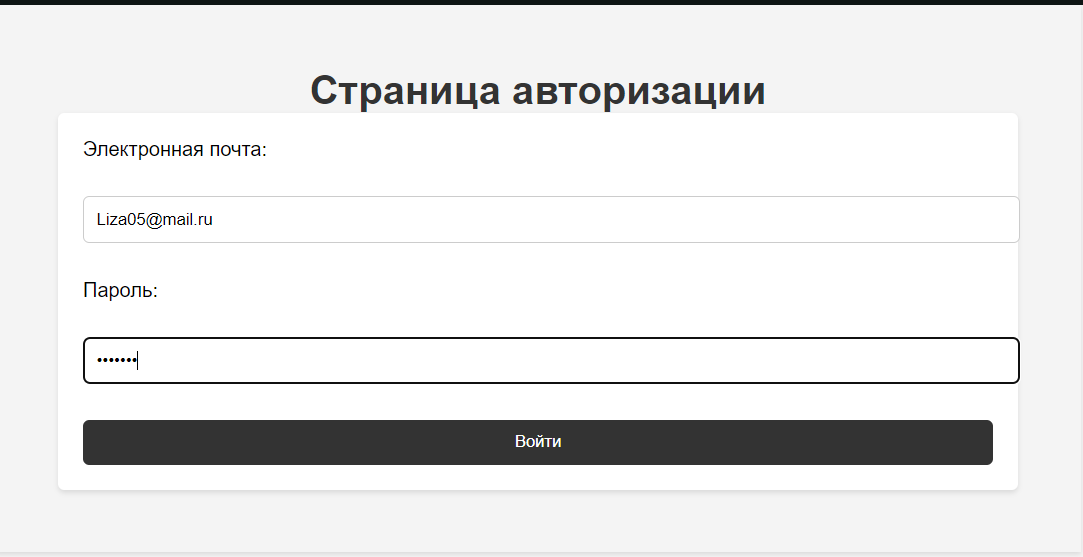 Страница авторизации
Электронная почта:
Liza05@mail.ru
Пароль:
•••••••
Войти